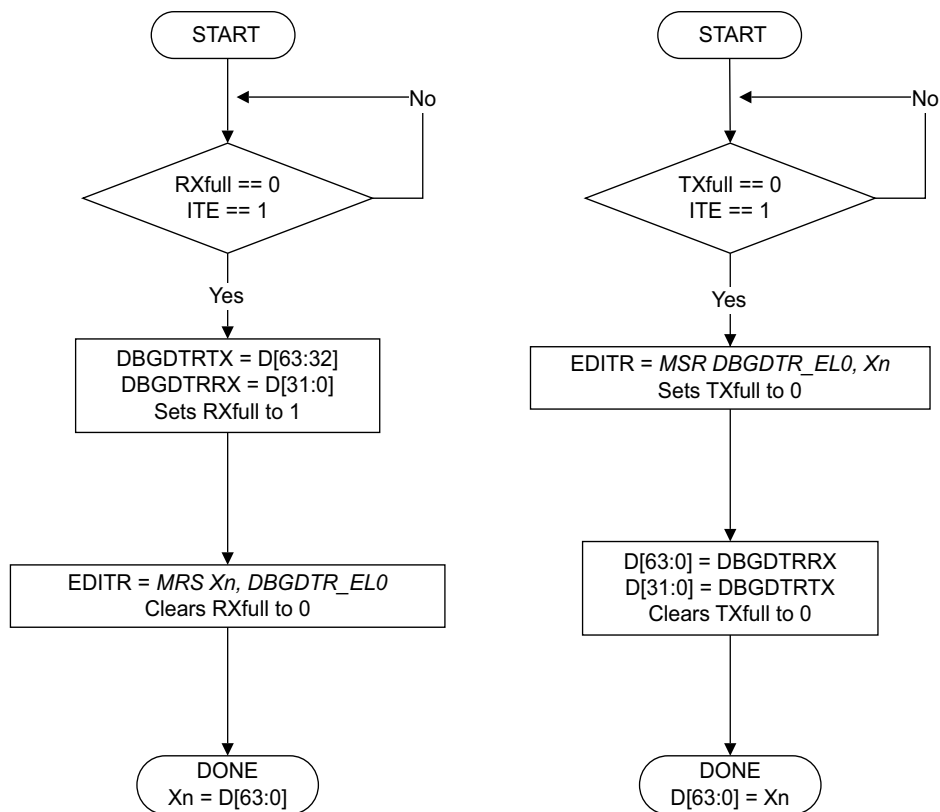 START
No
RXfull == 0
ITE == 1
Yes
DBGDTRTX = D[63:32]
DBGDTRRX = D[31:0]
Sets RXfull to 1
EDITR = MRS Xn, DBGDTR_EL0
Clears RXfull to 0
DONE
Xn = D[63:0]
START
No
TXfull == 0
ITE == 1
Yes
EDITR = MSR DBGDTR_EL0, Xn
Sets TXfull to 0
D[63:0] = DBGDTRRX
D[31:0] = DBGDTRTX
Clears TXfull to 0
DONE
D[63:0] = Xn